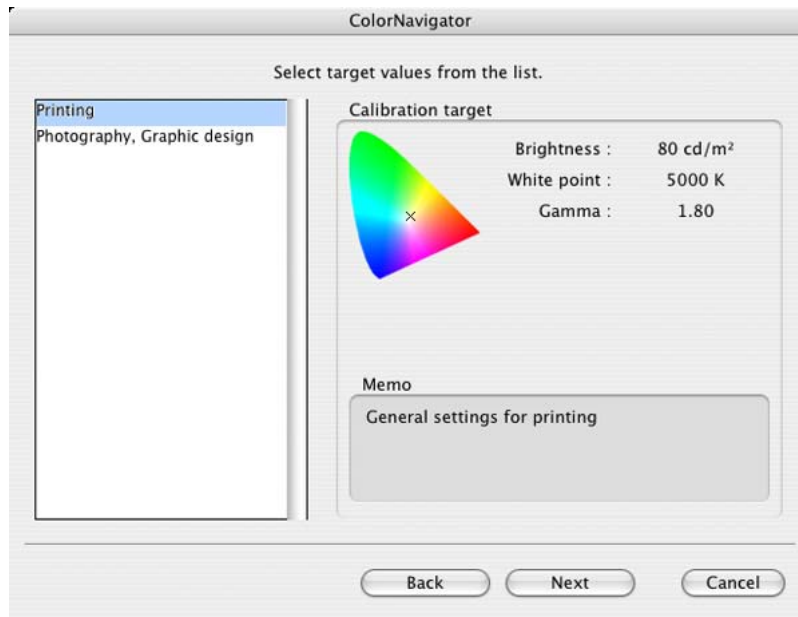 ColorNavigator
Select target values from the list.
Printing
Photography, Graphic design
Calibration target
Brightness : 80 cd/m²
White point : 5000 K
Gamma : 1.80
Memo
General settings for printing
Back Next Cancel